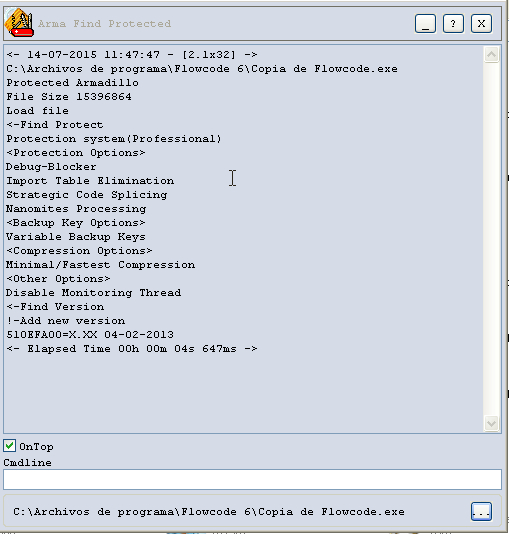 Arma Find Protected
_ ? X
<- 14-07-2015 11:47:47 - [2.1x32] ->
C:\Archivos de programa\Flowcode 6\Copia de Flowcode.exe
Protected Armadillo
File Size 15396864
Load file
<-Find Protect
Protection system(Professional)
<Protection Options>
Debug-Blocker
Import Table Elimination
Strategic Code Splicing
Nanomites Processing
<Backup Key Options>
Variable Backup Keys
<Compression Options>
Minimal/Fastest Compression
<Other Options>
Disable Monitoring Thread
<-Find Version
!-Add new version
510EFA00=X.XX 04-02-2013
<- Elapsed Time 00h 00m 04s 647ms ->
OnTop
Cmdline
C:\Archivos de programa\Flowcode 6\Copia de Flowcode.exe ...